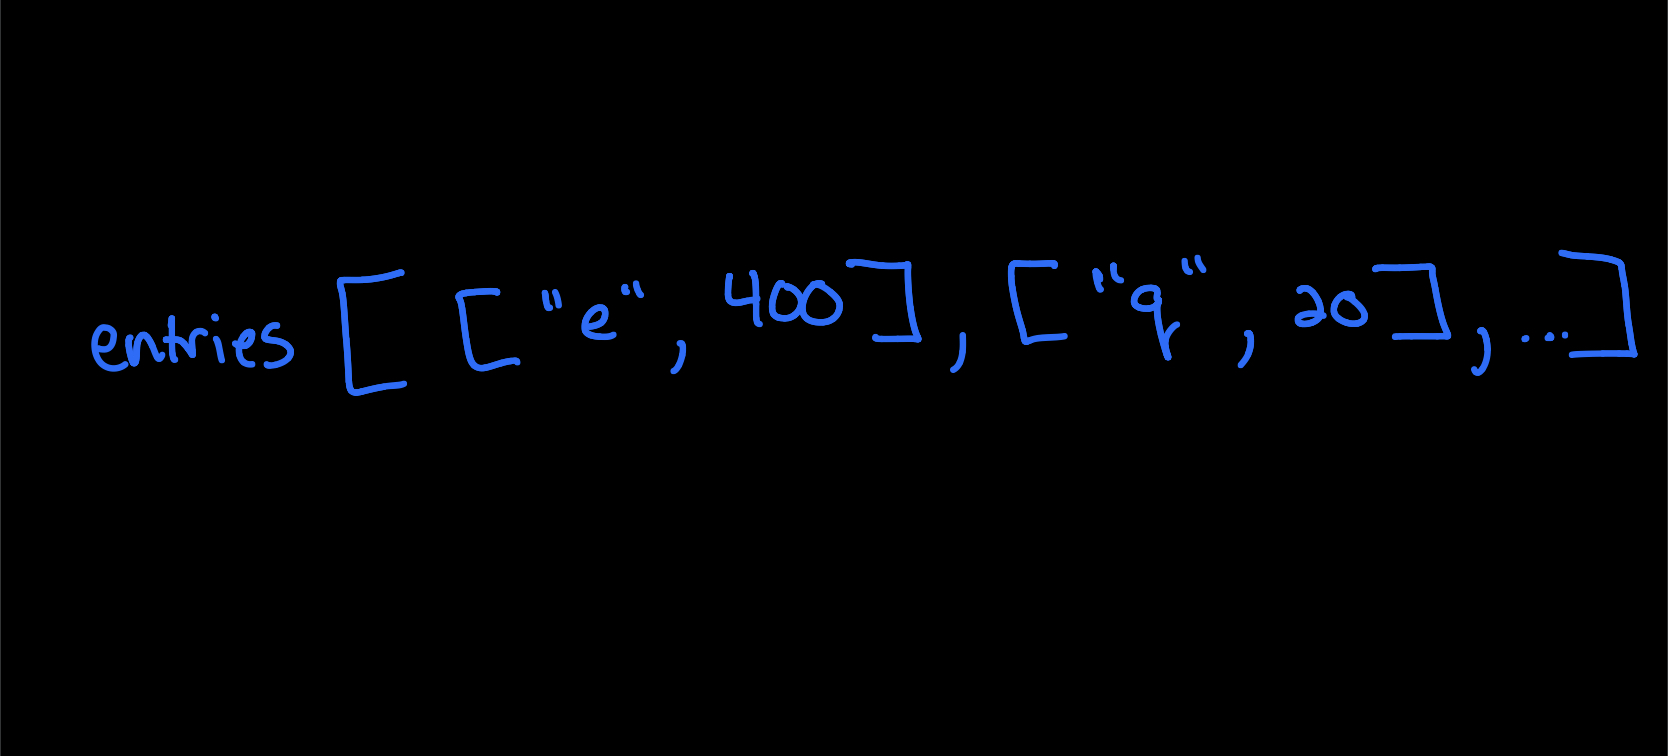 entries [ ["e", 400], ["q", 20], ...]